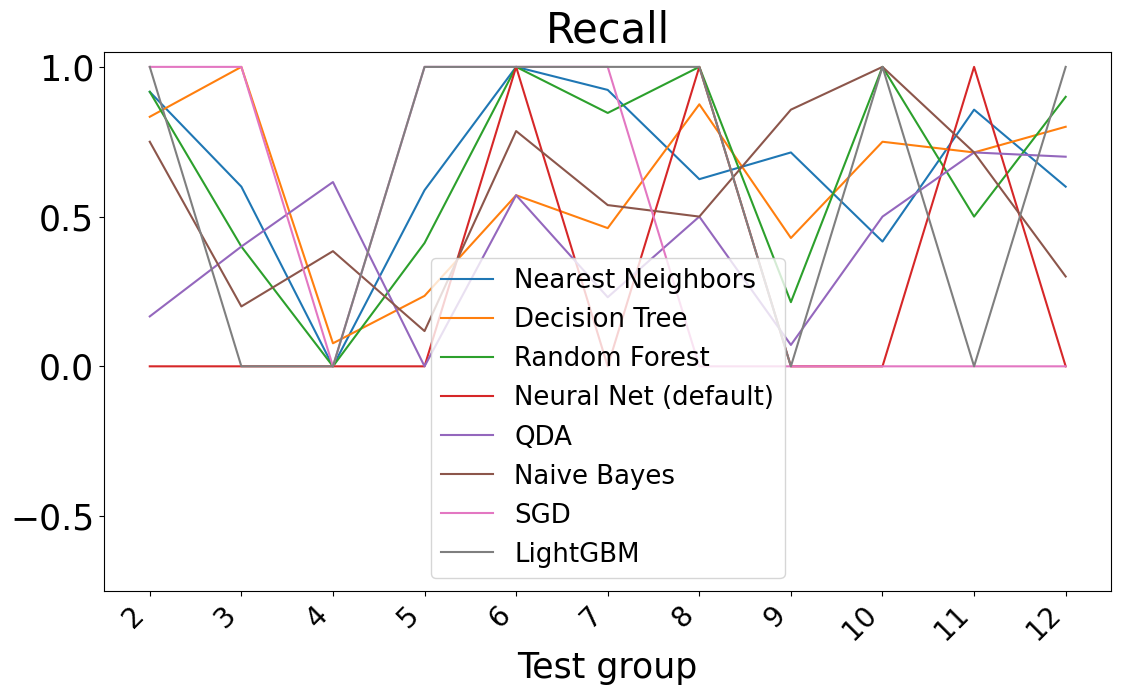 Recall
1.0
0.5
0.0
−0.5
Nearest Neighbors
Decision Tree
Random Forest
Neural Net (default)
QDA
Naive Bayes
SGD
LightGBM
2 3 4 5 6 7 8 9 10 11 12
Test group